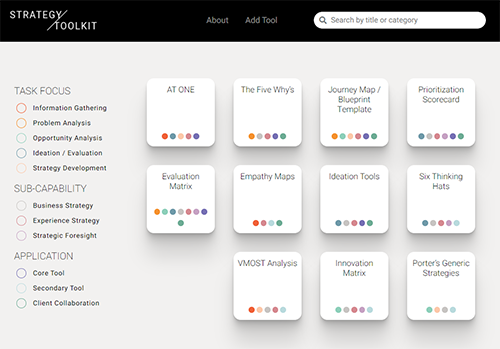 STRATEGY
TOOLKIT
About
Add Tool
Search by title or category
TASK FOCUS
Information Gathering
Problem Analysis
Opportunity Analysis
Ideation / Evaluation
Strategy Development
SUB-CAPABILITY
Business Strategy
Experience Strategy
Strategic Foresight
APPLICATION
Core Tool
Secondary Tool
Client Collaboration
AT ONE
The Five Why's
Journey Map /
Blueprint
Template
Prioritization
Scorecard
Evaluation
Matrix
Empathy Maps
Ideation Tools
Six Thinking
Hats
VMOST Analysis
Innovation
Matrix
Porter's Generic
Strategies